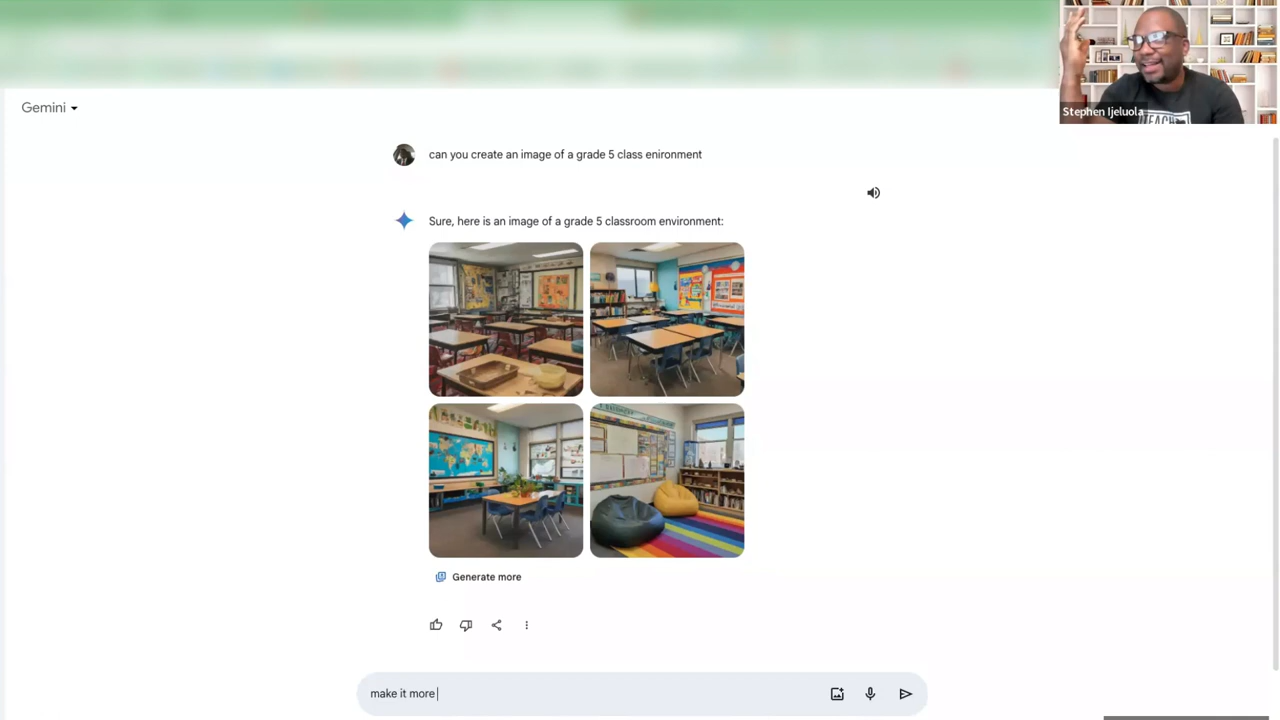 Stephen Ijeluola
Gemini
can you create an image of a grade 5 class enironment
Sure, here is an image of a grade 5 classroom environment:
Generate more
make it more